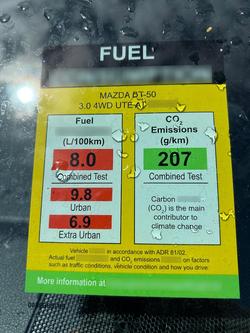 FUEL
MAZDA BT-50
3.0 4WD UTE A
Fuel
(L/100km)
8.0
Combined Test
9.8
Urban
6.9
Extra Urban
CO2
Emissions
(g/km)
207
Combined Test
Carbon
(CO2) is the main
contributor to
climate change
Vehicle in accordance with ADR 81/02.
Actual fuel and CO2 emissions on factors
such as traffic conditions, vehicle condition and how you drive.
More information at